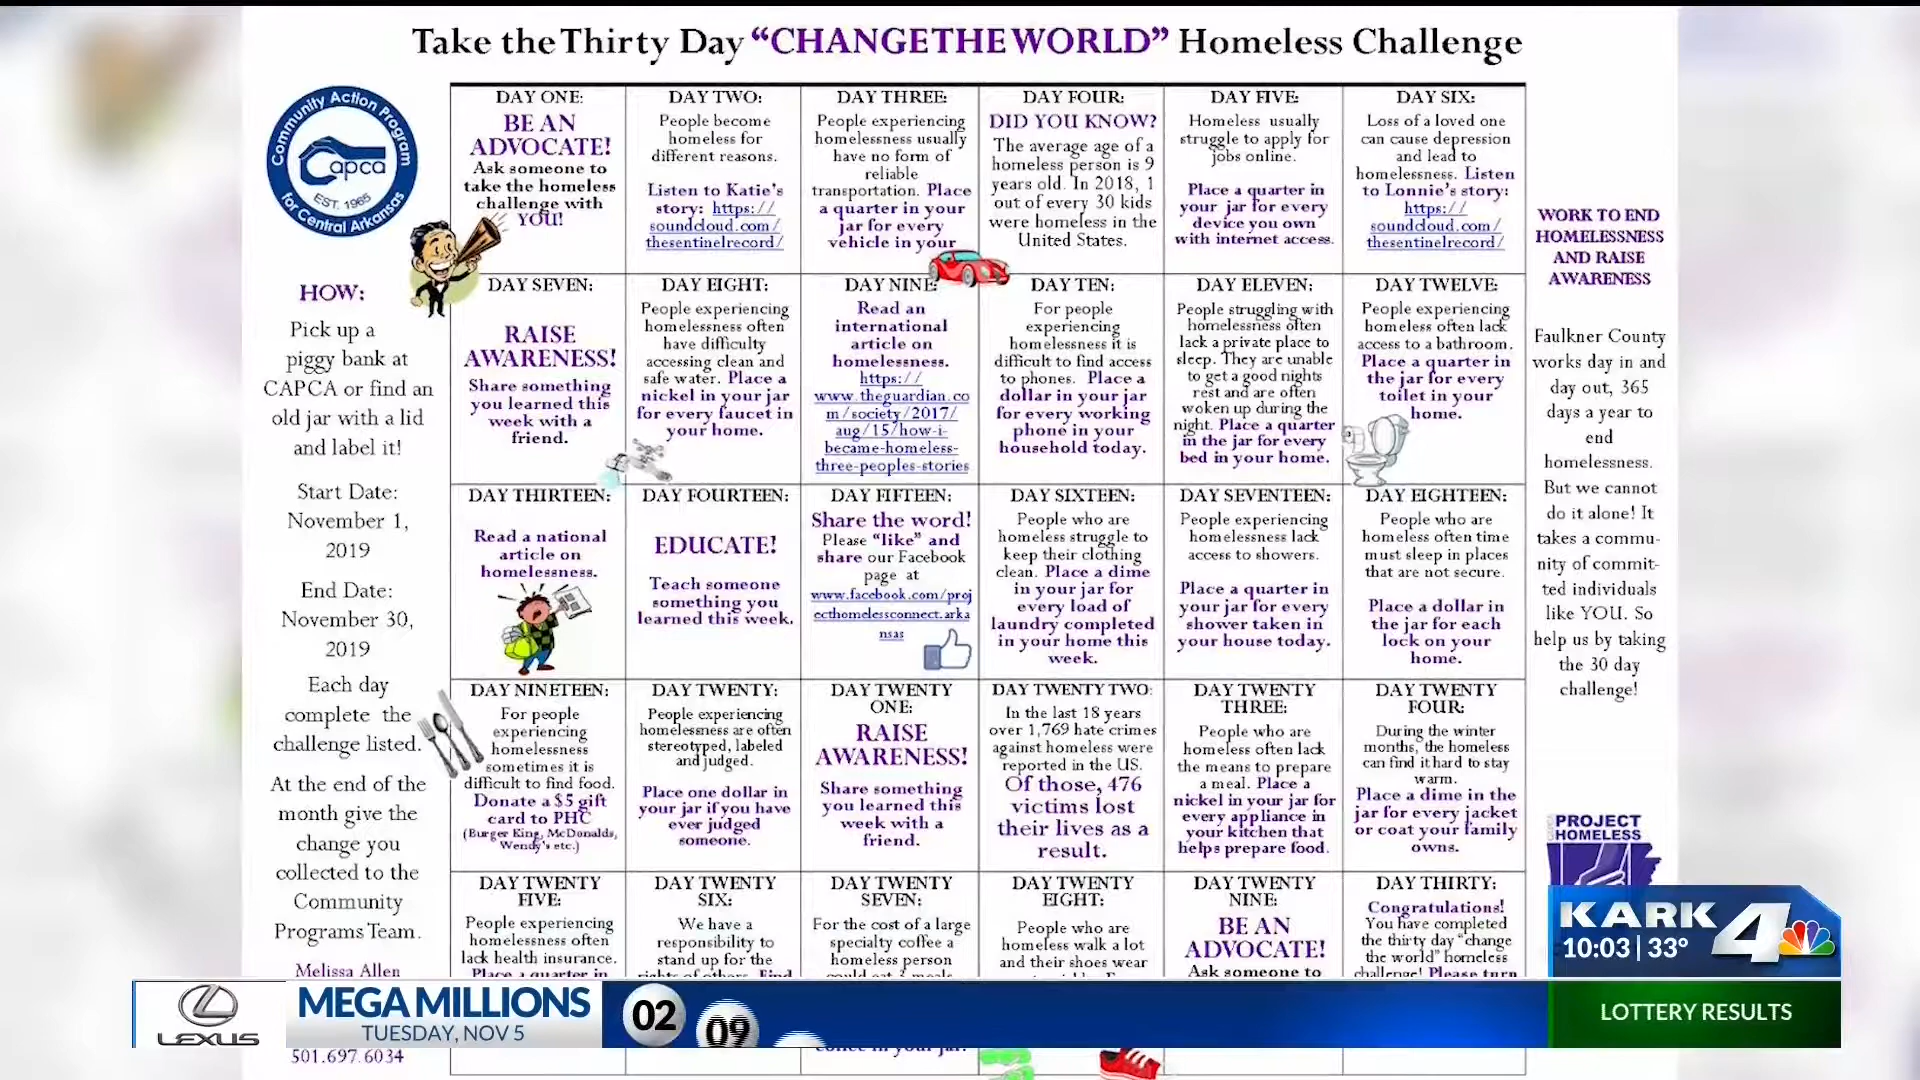 Take the Thirty Day “CHANGE THE WORLD” Homeless Challenge
Community Action Program
capca
EST. 1965
for Central Arkansas
HOW:
Pick up a
piggy bank at
CAPCA or find an
old jar with a lid
and label it!
Start Date:
November 1,
2019
End Date:
November 30,
2019
Each day
complete the
challenge listed.
At the end of the
month give the
change you
collected to the
Community
Programs Team.
Melissa Allen
501.697.6034
DAY ONE:
BE AN
ADVOCATE!
Ask someone to
take the homeless
challenge with
YOU!
DAY TWO:
People become
homeless for
different reasons.
Listen to Katie's
story: https://
soundcloud.com/
thesentinelrecord/
DAY THREE:
People experiencing
homelessness usually
have no form of
reliable
transportation. Place
a quarter in your
jar for every
vehicle in your
DAY FOUR:
DID YOU KNOW?
The average age of a
homeless person is 9
years old. In 2018, 1
out of every 30 kids
were homeless in the
United States.
DAY FIVE:
Homeless usually
struggle to apply for
jobs online.
Place a quarter in
your jar for every
device you own
with internet access.
DAY SIX:
Loss of a loved one
can cause depression
and lead to
homelessness. Listen
to Lonnie's story:
https://
soundcloud.com/
thesentinelrecord/
DAY SEVEN:
RAISE
AWARENESS!
Share something
you learned this
week with a
friend.
DAY EIGHT:
People experiencing
homelessness often
have difficulty
accessing clean and
safe water. Place a
nickel in your jar
for every faucet in
your home.
DAY NINE:
Read an
international
article on
homelessness.
https://
www.theguardian.co
m/society/2017/
aug/15/how-i-
became-homeless-
three-peoples-stories
DAY TEN:
For people
experiencing
homelessness it is
difficult to find access
to phones. Place a
dollar in your jar
for every working
phone in your
household today.
DAY ELEVEN:
People struggling with
homelessness often
lack a private place to
sleep. They are unable
to get a good nights
rest and are often
woken up during the
night. Place a quarter
in the jar for every
bed in your home.
DAY TWELVE:
People experiencing
homeless often lack
access to a bathroom.
Place a quarter in
the jar for every
toilet in your
home.
DAY THIRTEEN:
Read a national
article on
homelessness.
DAY FOURTEEN:
EDUCATE!
Teach someone
something you
learned this week.
DAY FIFTEEN:
Share the word!
Please “like” and
share our Facebook
page at
www.facebook.com/proj
ecthomelessconnect.arka
nsas
DAY SIXTEEN:
People who are
homeless struggle to
keep their clothing
clean. Place a dime
in your jar for
every load of
laundry completed
in your home this
week.
DAY SEVENTEEN:
People experiencing
homelessness lack
access to showers.
Place a quarter in
your jar for every
shower taken in
your house today.
DAY EIGHTEEN:
People who are
homeless often time
must sleep in places
that are not secure.
Place a dollar in
the jar for each
lock on your
home.
DAY NINETEEN:
For people
experiencing
homelessness
sometimes it is
difficult to find food.
Donate a $5 gift
card to PHC
(Burger King, McDonalds,
Wendy's etc.)
DAY TWENTY:
People experiencing
homelessness are often
stereotyped, labeled
and judged.
Place one dollar in
your jar if you have
ever judged
someone.
DAY TWENTY
ONE:
RAISE
AWARENESS!
Share something
you learned this
week with a
friend.
DAY TWENTY TWO:
In the last 18 years
over 1,769 hate crimes
against homeless were
reported in the US.
Of those, 476
victims lost
their lives as a
result.
DAY TWENTY
THREE:
People who are
homeless often lack
the means to prepare
a meal. Place a
nickel in your jar for
every appliance in
your kitchen that
helps prepare food.
DAY TWENTY
FOUR:
During the winter
months, the homeless
can find it hard to stay
warm.
Place a dime in the
jar for every jacket
or coat your family
owns.
DAY TWENTY
FIVE:
People experiencing
homelessness often
lack health insurance.
Place a quarter in
DAY TWENTY
SIX:
We have a
responsibility to
stand up for the
rights of others. Find
DAY TWENTY
SEVEN:
For the cost of a large
specialty coffee a
homeless person
could eat 3 meals
coffee in your jar!
DAY TWENTY
EIGHT:
People who are
homeless walk a lot
and their shoes wear
DAY TWENTY
NINE:
BE AN
ADVOCATE!
Ask someone to
DAY THIRTY:
Congratulations!
You have completed
the thirty day “change
the world” homeless
challenge! Please turn
WORK TO END
HOMELESSNESS
AND RAISE
AWARENESS
Faulkner County
works day in and
day out, 365
days a year to
end
homelessness.
But we cannot
do it alone! It
takes a commu-
nity of commit-
ted individuals
like YOU. So
help us by taking
the 30 day
challenge!
PROJECT
HOMELESS
KARK 4
10:03 | 33°
LEXUS
MEGA MILLIONS
TUESDAY, NOV 5
02
09
LOTTERY RESULTS